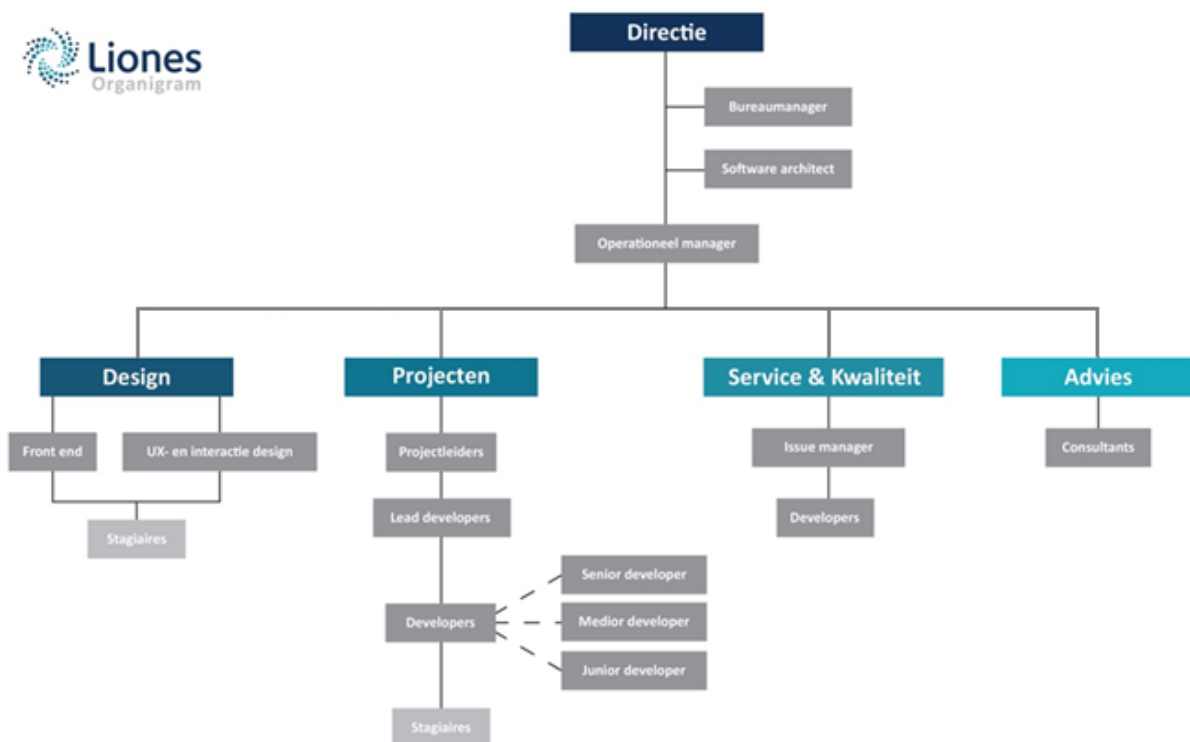 Liones
Organigram
Directie
Bureaumanager
Software architect
Operationeel manager
Design
Projecten
Service & Kwaliteit
Advies
Front end
UX- en interactie design
Projectleiders
Issue manager
Consultants
Lead developers
Developers
Stagiaires
Senior developer
Developers
Medior developer
Junior developer
Stagiaires